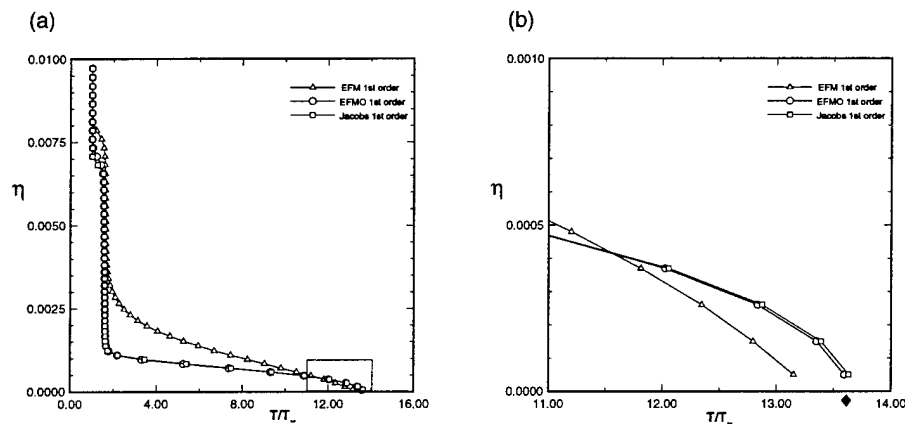 (a)
0.0100
0.0075
η
0.0050
0.0025
0.0000
0.00 4.00 8.00 12.00 16.00
EFM 1st order
EFMO 1st order
Jacobs 1st order
(b)
0.0010
η
0.0005
0.0000
11.00 12.00 13.00 14.00
EFM 1st order
EFMO 1st order
Jacobs 1st order